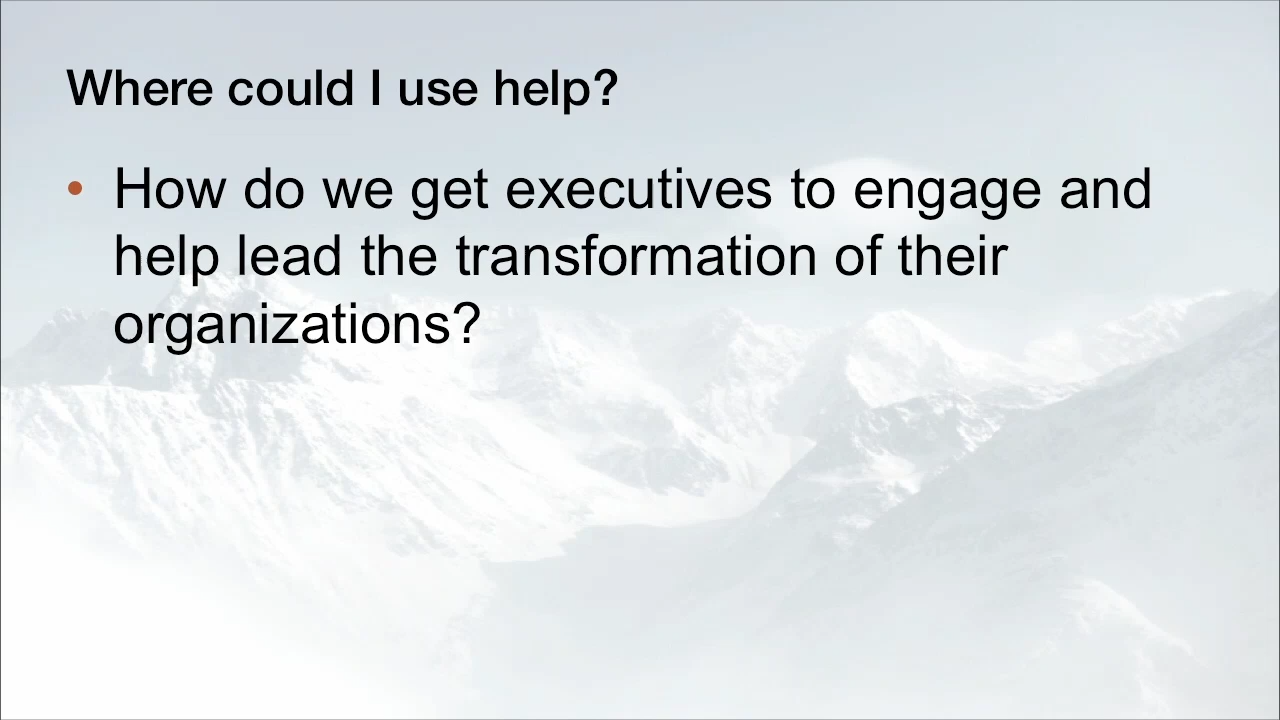 Where could I use help?
• How do we get executives to engage and
help lead the transformation of their
organizations?